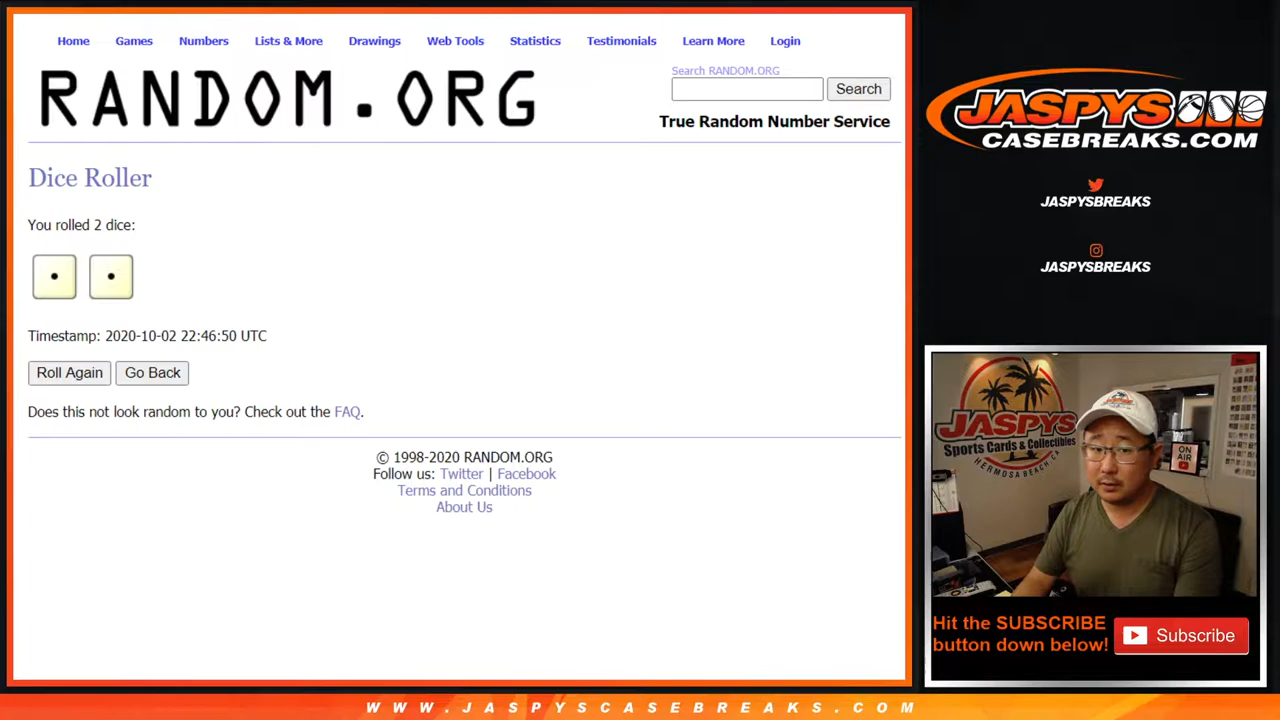 Home Games Numbers Lists & More Drawings Web Tools Statistics Testimonials Learn More Login
RANDOM.ORG
Search RANDOM.ORG
Search
True Random Number Service
Dice Roller
You rolled 2 dice:
Timestamp: 2020-10-02 22:46:50 UTC
Roll Again Go Back
Does this not look random to you? Check out the FAQ.
© 1998-2020 RANDOM.ORG
Follow us: Twitter | Facebook
Terms and Conditions
About Us
JASPYS
CASEBREAKS.COM
JASPYSBREAKS
JASPYSBREAKS
JASPYS
Sports Cards & Collectibles
HERMOSA BEACH, CA
ON
AIR
Hit the SUBSCRIBE
button down below!
Subscribe
WWW.JASPYSCASEBREAKS.COM